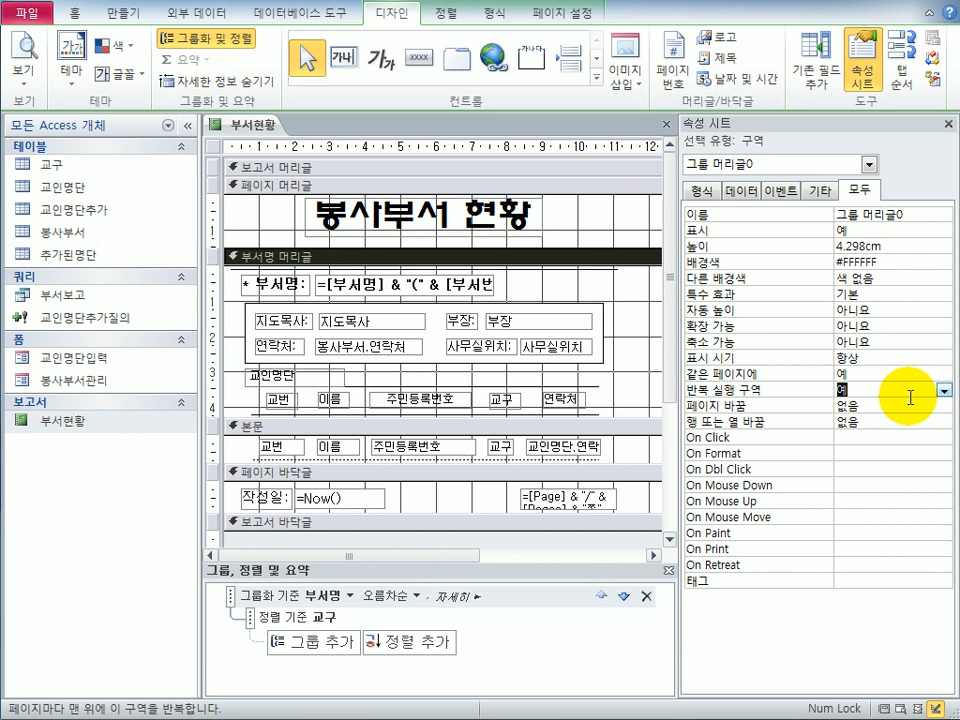 파일 홈 만들기 외부 데이터 데이터베이스 도구 디자인 정렬 형식 페이지 설정
보기
테마
색
글꼴
그룹화 및 정렬
Σ 요약
자세한 정보 숨기기
가나
가나
xxxx
가나다
이미지 삽입
페이지 번호
로고
제목
날짜 및 시간
기존 필드 추가
속성 시트
탭 순서
보기 테마 그룹화 및 요약 컨트롤 머리글/바닥글 도구
모든 Access 개체
테이블
교구
교인명단
교인명단추가
봉사부서
추가된명단
쿼리
부서보고
교인명단추가질의
폼
교인명단입력
봉사부서관리
보고서
부서현황
부서현황
1 2 3 4 5 6 7 8 9 10 11 12
보고서 머리글
페이지 머리글
봉사부서 현황
부서명 머리글
* 부서명: =[부서명] & "(" & [부서번
지도목사: 지도목사 부장: 부장
연락처: 봉사부서.연락처 사무실위치: 사무실위치
교인명단
교번 이름 주민등록번호 교구 연락처
본문
교번 이름 주민등록번호 교구 교인명단.연락
페이지 바닥글
작성일: =Now() =[Page] & "/" &
보고서 바닥글
그룹, 정렬 및 요약
그룹화 기준 부서명 오름차순 , 자세히
정렬 기준 교구
그룹 추가 정렬 추가
속성 시트
선택 유형: 구역
그룹 머리글0
형식 데이터 이벤트 기타 모두
이름 그룹 머리글0
표시 예
높이 4.298cm
배경색 #FFFFFF
다른 배경색 색 없음
특수 효과 기본
자동 높이 아니요
확장 가능 아니요
축소 가능 아니요
표시 시기 항상
같은 페이지에 예
반복 실행 구역 예
페이지 바꿈 없음
행 또는 열 바꿈 없음
On Click
On Format
On Dbl Click
On Mouse Down
On Mouse Up
On Mouse Move
On Paint
On Print
On Retreat
태그
페이지마다 맨 위에 이 구역을 반복합니다.
Num Lock